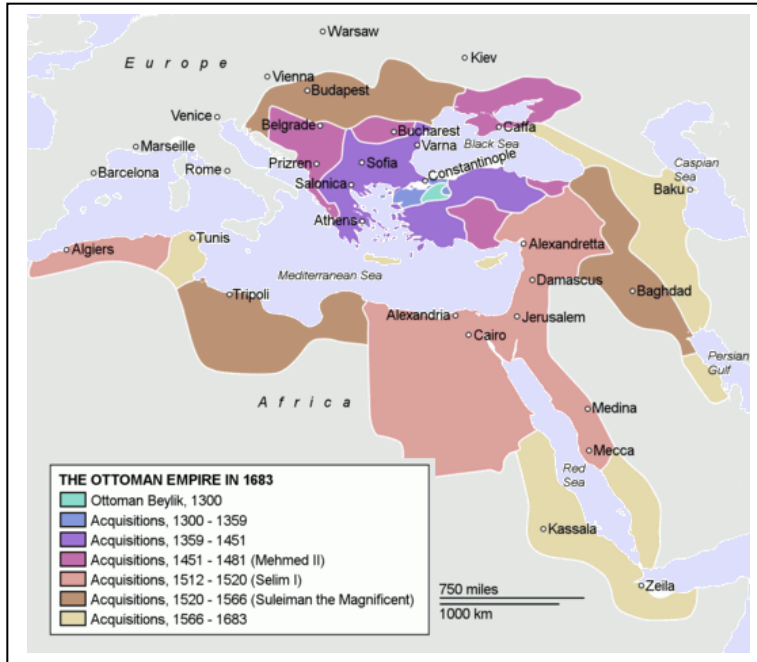 Warsaw
Europe
Kiev
Vienna
Budapest
Venice
Belgrade
Bucharest
Caffa
Marseille
Varna
Black Sea
Prizren
Sofia
Constantinople
Caspian
Sea
Barcelona
Rome
Salonica
Baku
Athens
Tunis
Algiers
Alexandretta
Mediterranean Sea
Damascus
Tripoli
Baghdad
Alexandria
Jerusalem
Cairo
Persian
Gulf
Africa
Medina
Mecca
Red
Sea
THE OTTOMAN EMPIRE IN 1683
Ottoman Beylik, 1300
Acquisitions, 1300 - 1359
Acquisitions, 1359 - 1451
Acquisitions, 1451 - 1481 (Mehmed II)
Acquisitions, 1512 - 1520 (Selim I)
Acquisitions, 1520 - 1566 (Suleiman the Magnificent)
Acquisitions, 1566 - 1683
Kassala
Zeila
750 miles
1000 km